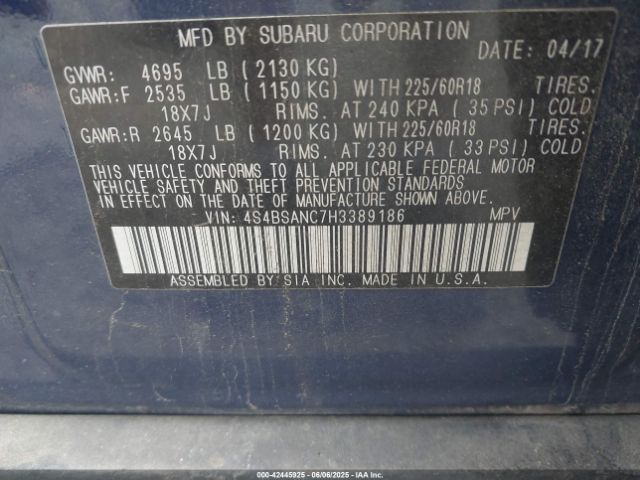 MFD BY SUBARU CORPORATION
DATE: 04/17
GVWR: 4695 LB (2130 KG)
GAWR:F 2535 LB (1150 KG) WITH 225/60R18 TIRES.
18X7J RIMS. AT 240 KPA (35 PSI) COLD
GAWR:R 2645 LB (1200 KG) WITH 225/60R18 TIRES.
18X7J RIMS. AT 230 KPA (33 PSI) COLD
THIS VEHICLE CONFORMS TO ALL APPLICABLE FEDERAL MOTOR
VEHICLE SAFETY AND THEFT PREVENTION STANDARDS
IN EFFECT ON THE DATE OF MANUFACTURE SHOWN ABOVE.
VIN: 4S4BSANC7H3389186 MPV
ASSEMBLED BY SIA INC. MADE IN U.S.A.
000-42445925 - 06/06/2025 - IAA Inc.